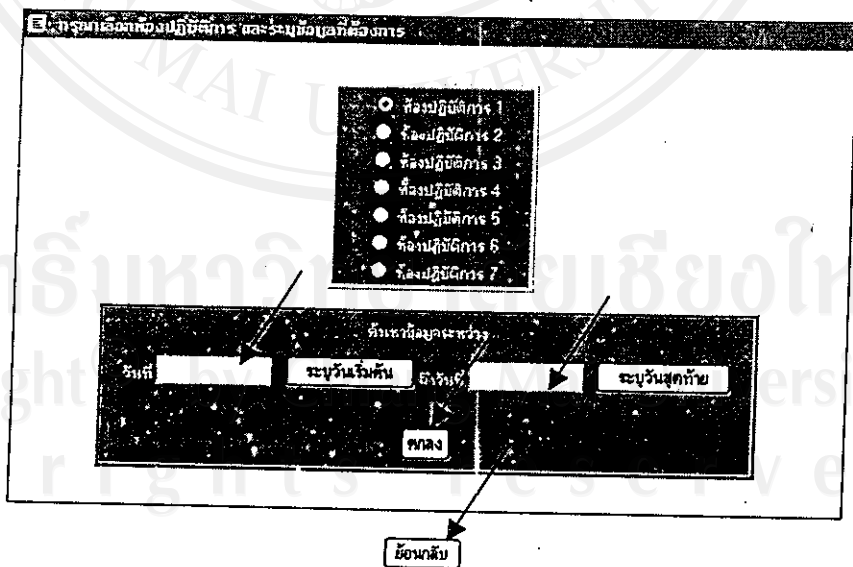 กรุณาเลือกห้องปฏิบัติการ และระบุข้อมูลที่ต้องการ
MAI UNIVERSI
ห้องปฏิบัติการ 1
ห้องปฏิบัติการ 2
ห้องปฏิบัติการ 3
ห้องปฏิบัติการ 4
ห้องปฏิบัติการ 5
ห้องปฏิบัติการ 6
ห้องปฏิบัติการ 7
ค้นหาข้อมูลระหว่าง
วันที่ ระบุวันเริ่มต้น ถึงวันที่ ระบุวันสุดท้าย
ตกลง
ย้อนกลับ
rights reserve